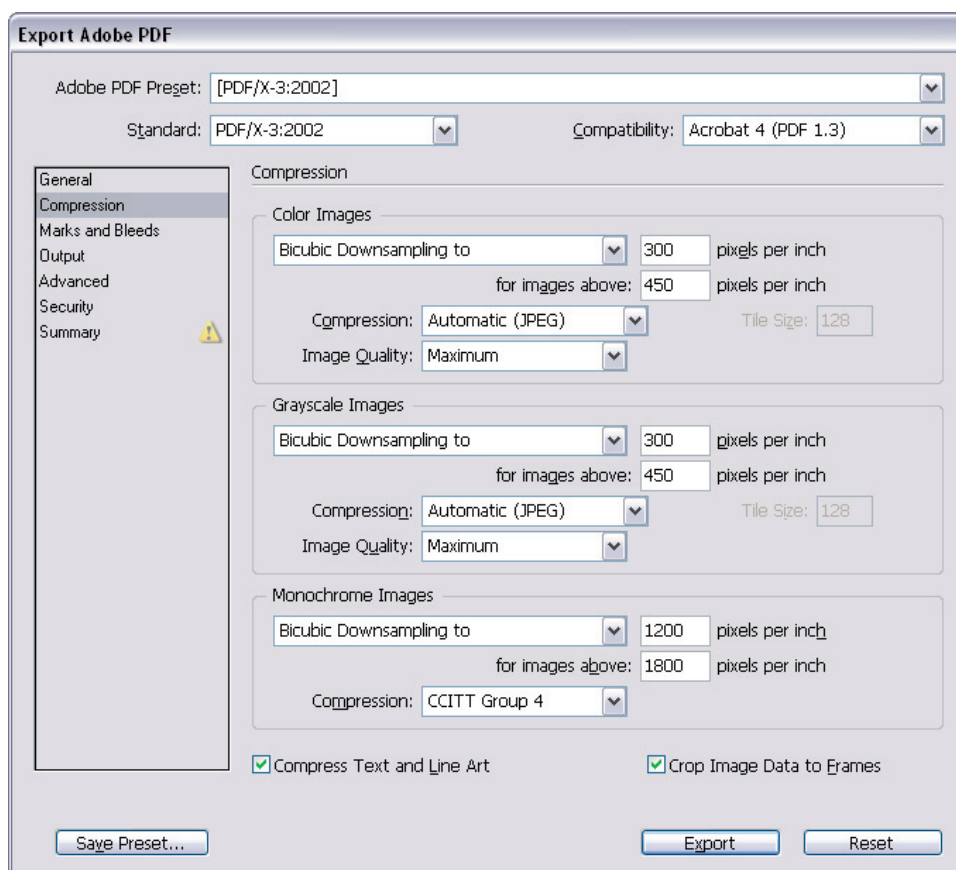 Export Adobe PDF
Adobe PDF Preset: [PDF/X-3:2002]
Standard: PDF/X-3:2002 Compatibility: Acrobat 4 (PDF 1.3)
General
Compression
Marks and Bleeds
Output
Advanced
Security
Summary
Compression
Color Images
Bicubic Downsampling to 300 pixels per inch
for images above: 450 pixels per inch
Compression: Automatic (JPEG) Tile Size: 128
Image Quality: Maximum
Grayscale Images
Bicubic Downsampling to 300 pixels per inch
for images above: 450 pixels per inch
Compression: Automatic (JPEG) Tile Size: 128
Image Quality: Maximum
Monochrome Images
Bicubic Downsampling to 1200 pixels per inch
for images above: 1800 pixels per inch
Compression: CCITT Group 4
Compress Text and Line Art Crop Image Data to Frames
Save Preset... Export Reset